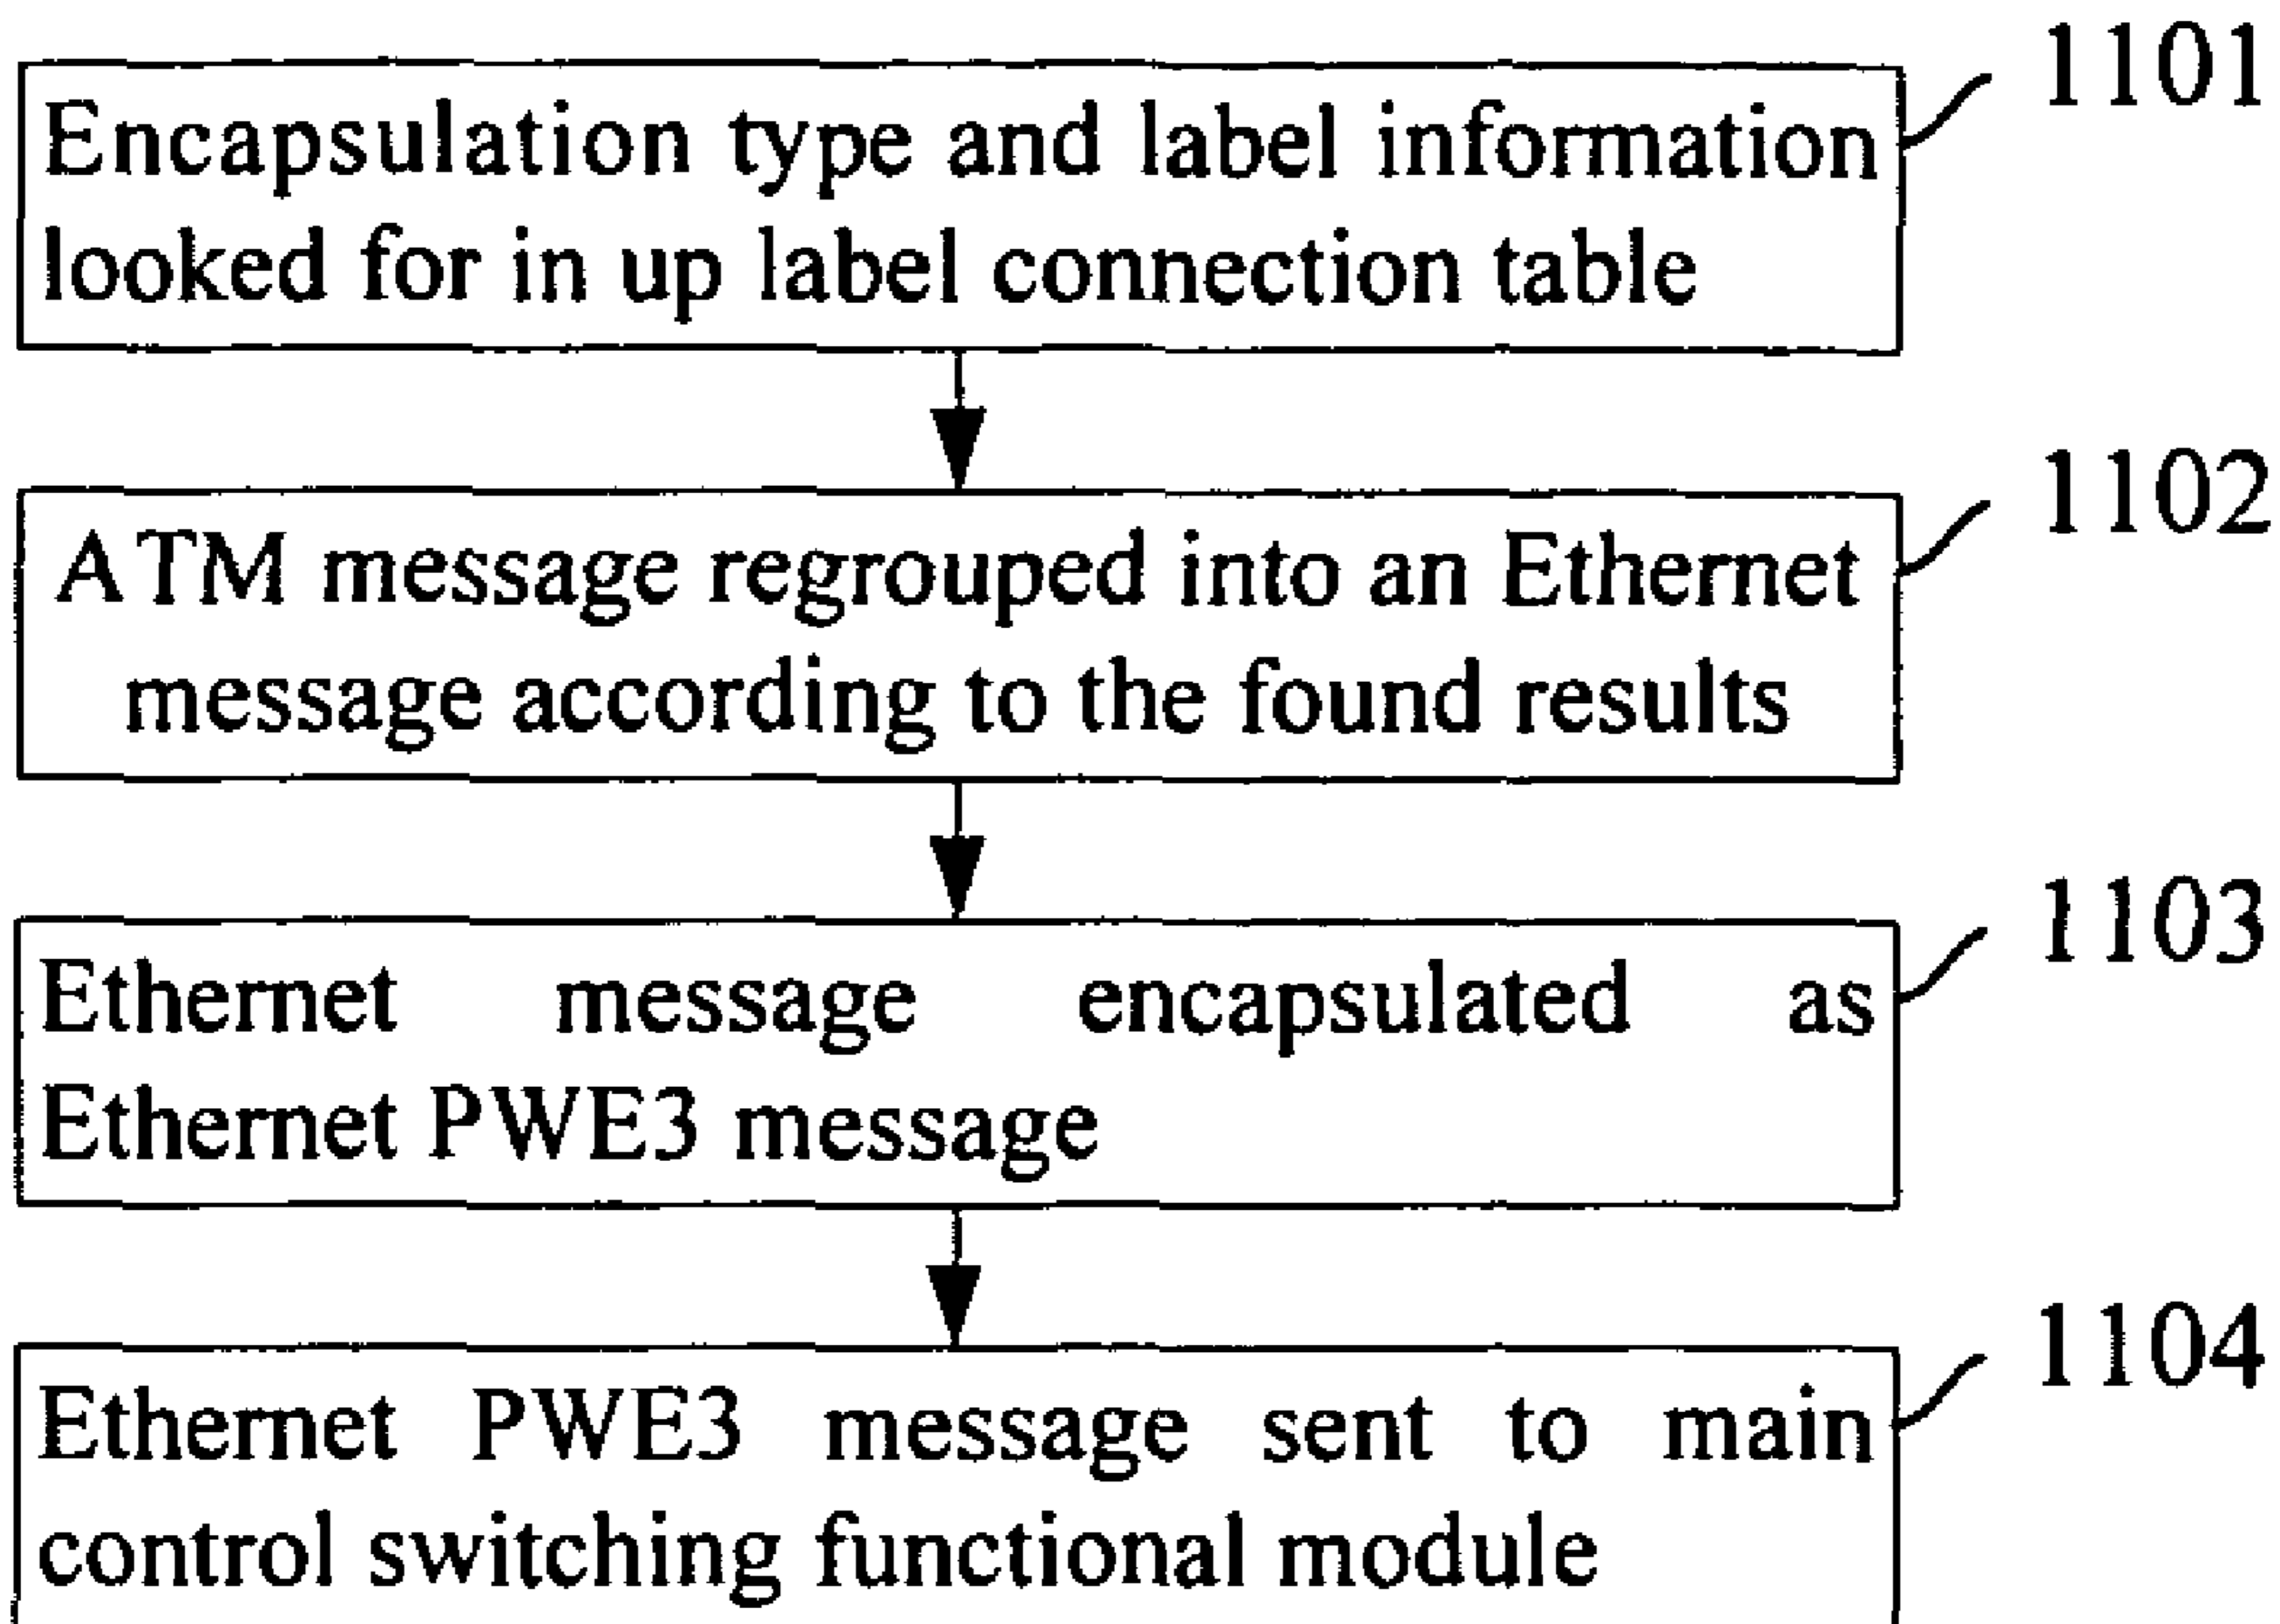 1101
Encapsulation type and label information
looked for in up label connection table
1102
ATM message regrouped into an Ethernet
message according to the found results
1103
Ethernet message encapsulated as
Ethernet PWE3 message
1104
Ethernet PWE3 message sent to main
control switching functional module